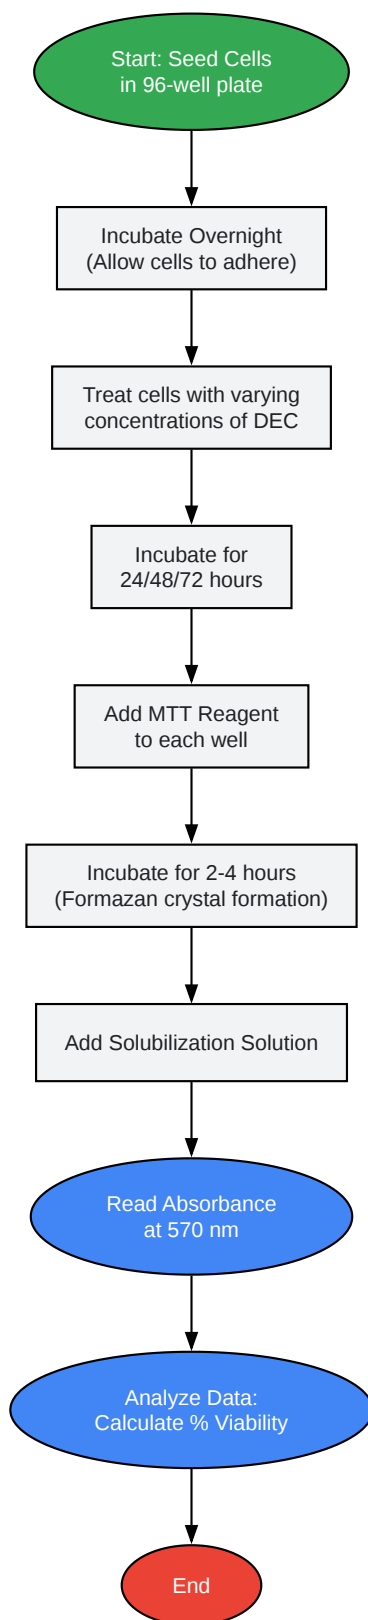 Start: Seed Cells
in 96-well plate
Incubate Overnight
(Allow cells to adhere)
Treat cells with varying
concentrations of DEC
Incubate for
24/48/72 hours
Add MTT Reagent
to each well
Incubate for 2-4 hours
(Formazan crystal formation)
Add Solubilization Solution
Read Absorbance
at 570 nm
Analyze Data:
Calculate % Viability
End